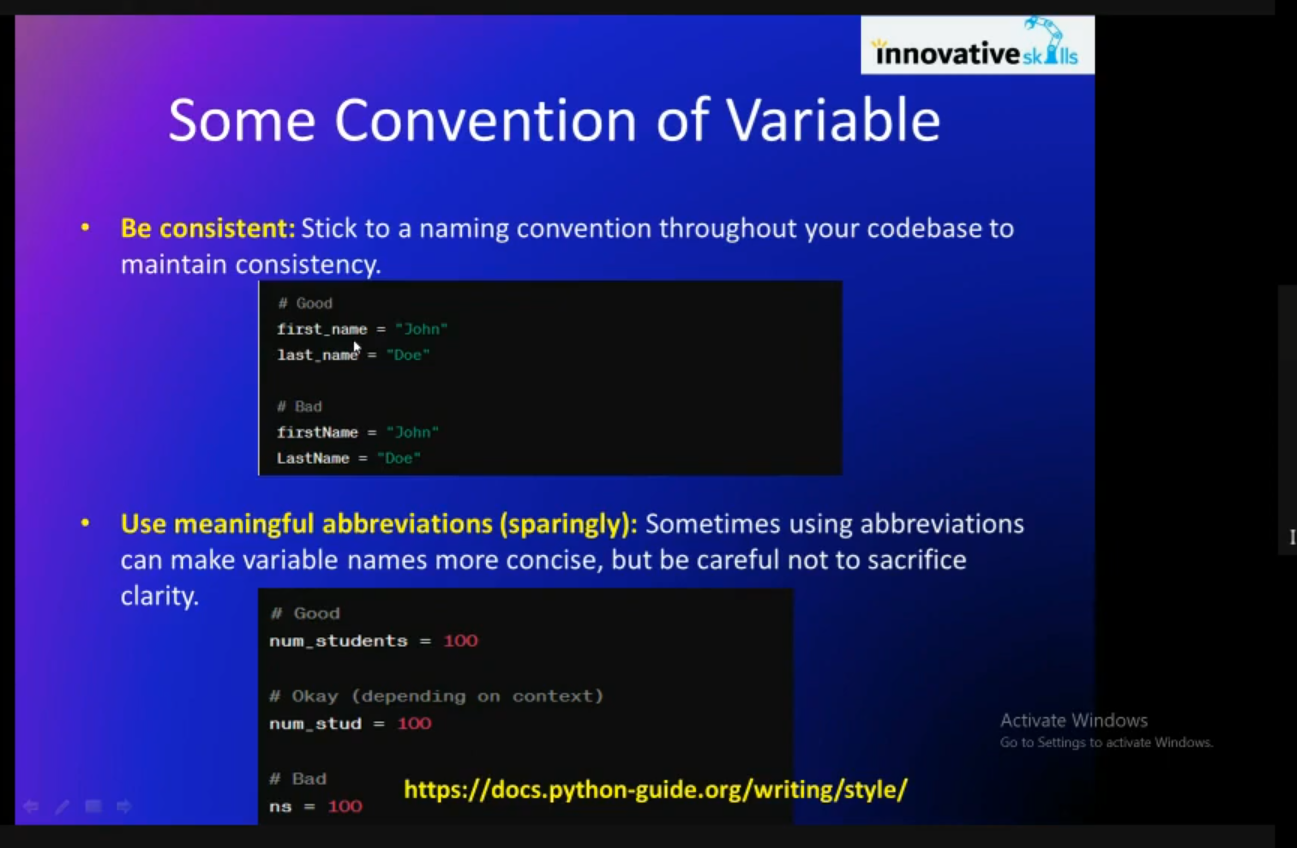 innovative skills
Some Convention of Variable
• Be consistent: Stick to a naming convention throughout your codebase to
maintain consistency.
# Good
first_name = "John"
last_name = "Doe"
# Bad
firstName = "John"
LastName = "Doe"
• Use meaningful abbreviations (sparingly): Sometimes using abbreviations
can make variable names more concise, but be careful not to sacrifice
clarity.
# Good
num_students = 100
# Okay (depending on context)
num_stud = 100
# Bad
ns = 100
https://docs.python-guide.org/writing/style/
Activate Windows
Go to Settings to activate Windows.